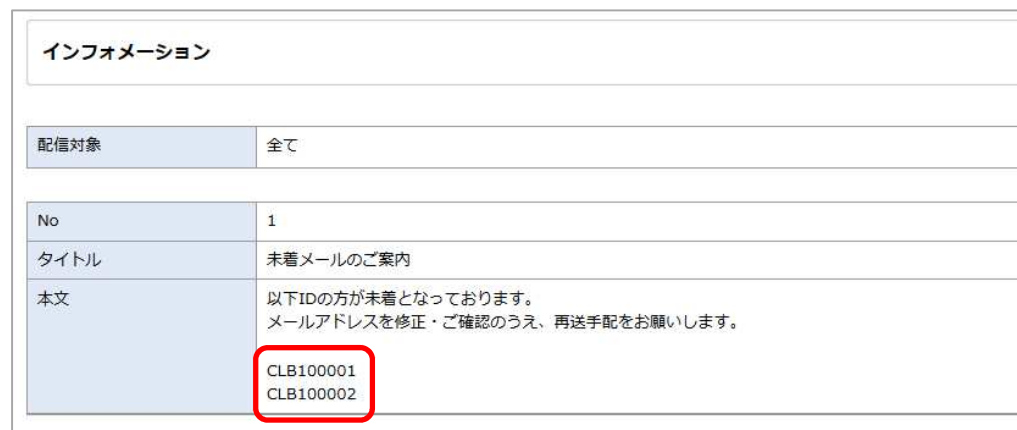 インフォメーション
配信対象 全て
No 1
タイトル 未着メールのご案内
本文 以下IDの方が未着となっております。
メールアドレスを修正・ご確認のうえ、再送手配をお願いします。
CLB100001
CLB100002